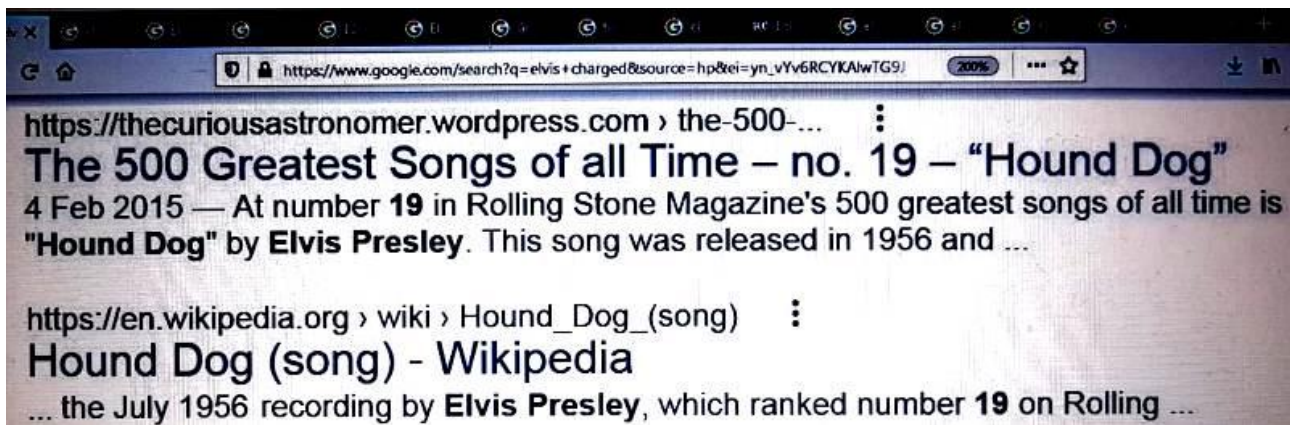 https://www.google.com/search?q=elvis+charged&source=hp&ei=yn_vYv6RCYKAlwTG9J
200%
https://thecuriousastronomer.wordpress.com › the-500-...
The 500 Greatest Songs of all Time – no. 19 – “Hound Dog”
4 Feb 2015 — At number 19 in Rolling Stone Magazine's 500 greatest songs of all time is
"Hound Dog" by Elvis Presley. This song was released in 1956 and ...
https://en.wikipedia.org › wiki › Hound_Dog_(song)
Hound Dog (song) - Wikipedia
... the July 1956 recording by Elvis Presley, which ranked number 19 on Rolling ...